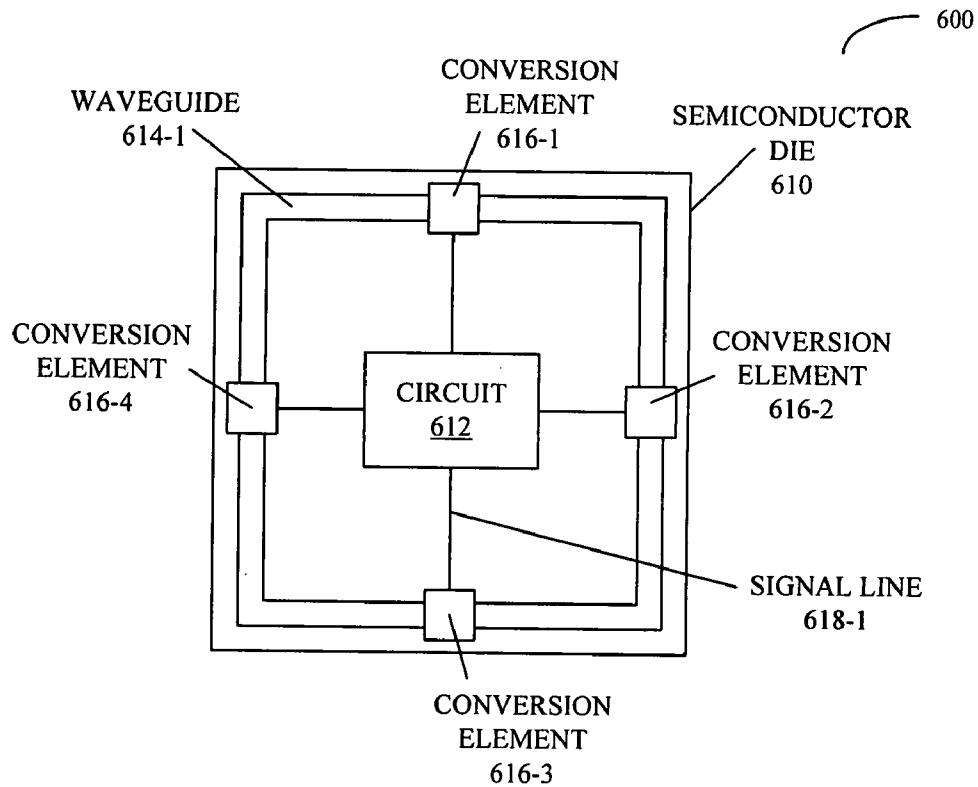 600
CONVERSION
ELEMENT
616-1
WAVEGUIDE
614-1
SEMICONDUCTOR
DIE
610
CONVERSION
ELEMENT
616-4
CIRCUIT
612
CONVERSION
ELEMENT
616-2
SIGNAL LINE
618-1
CONVERSION
ELEMENT
616-3